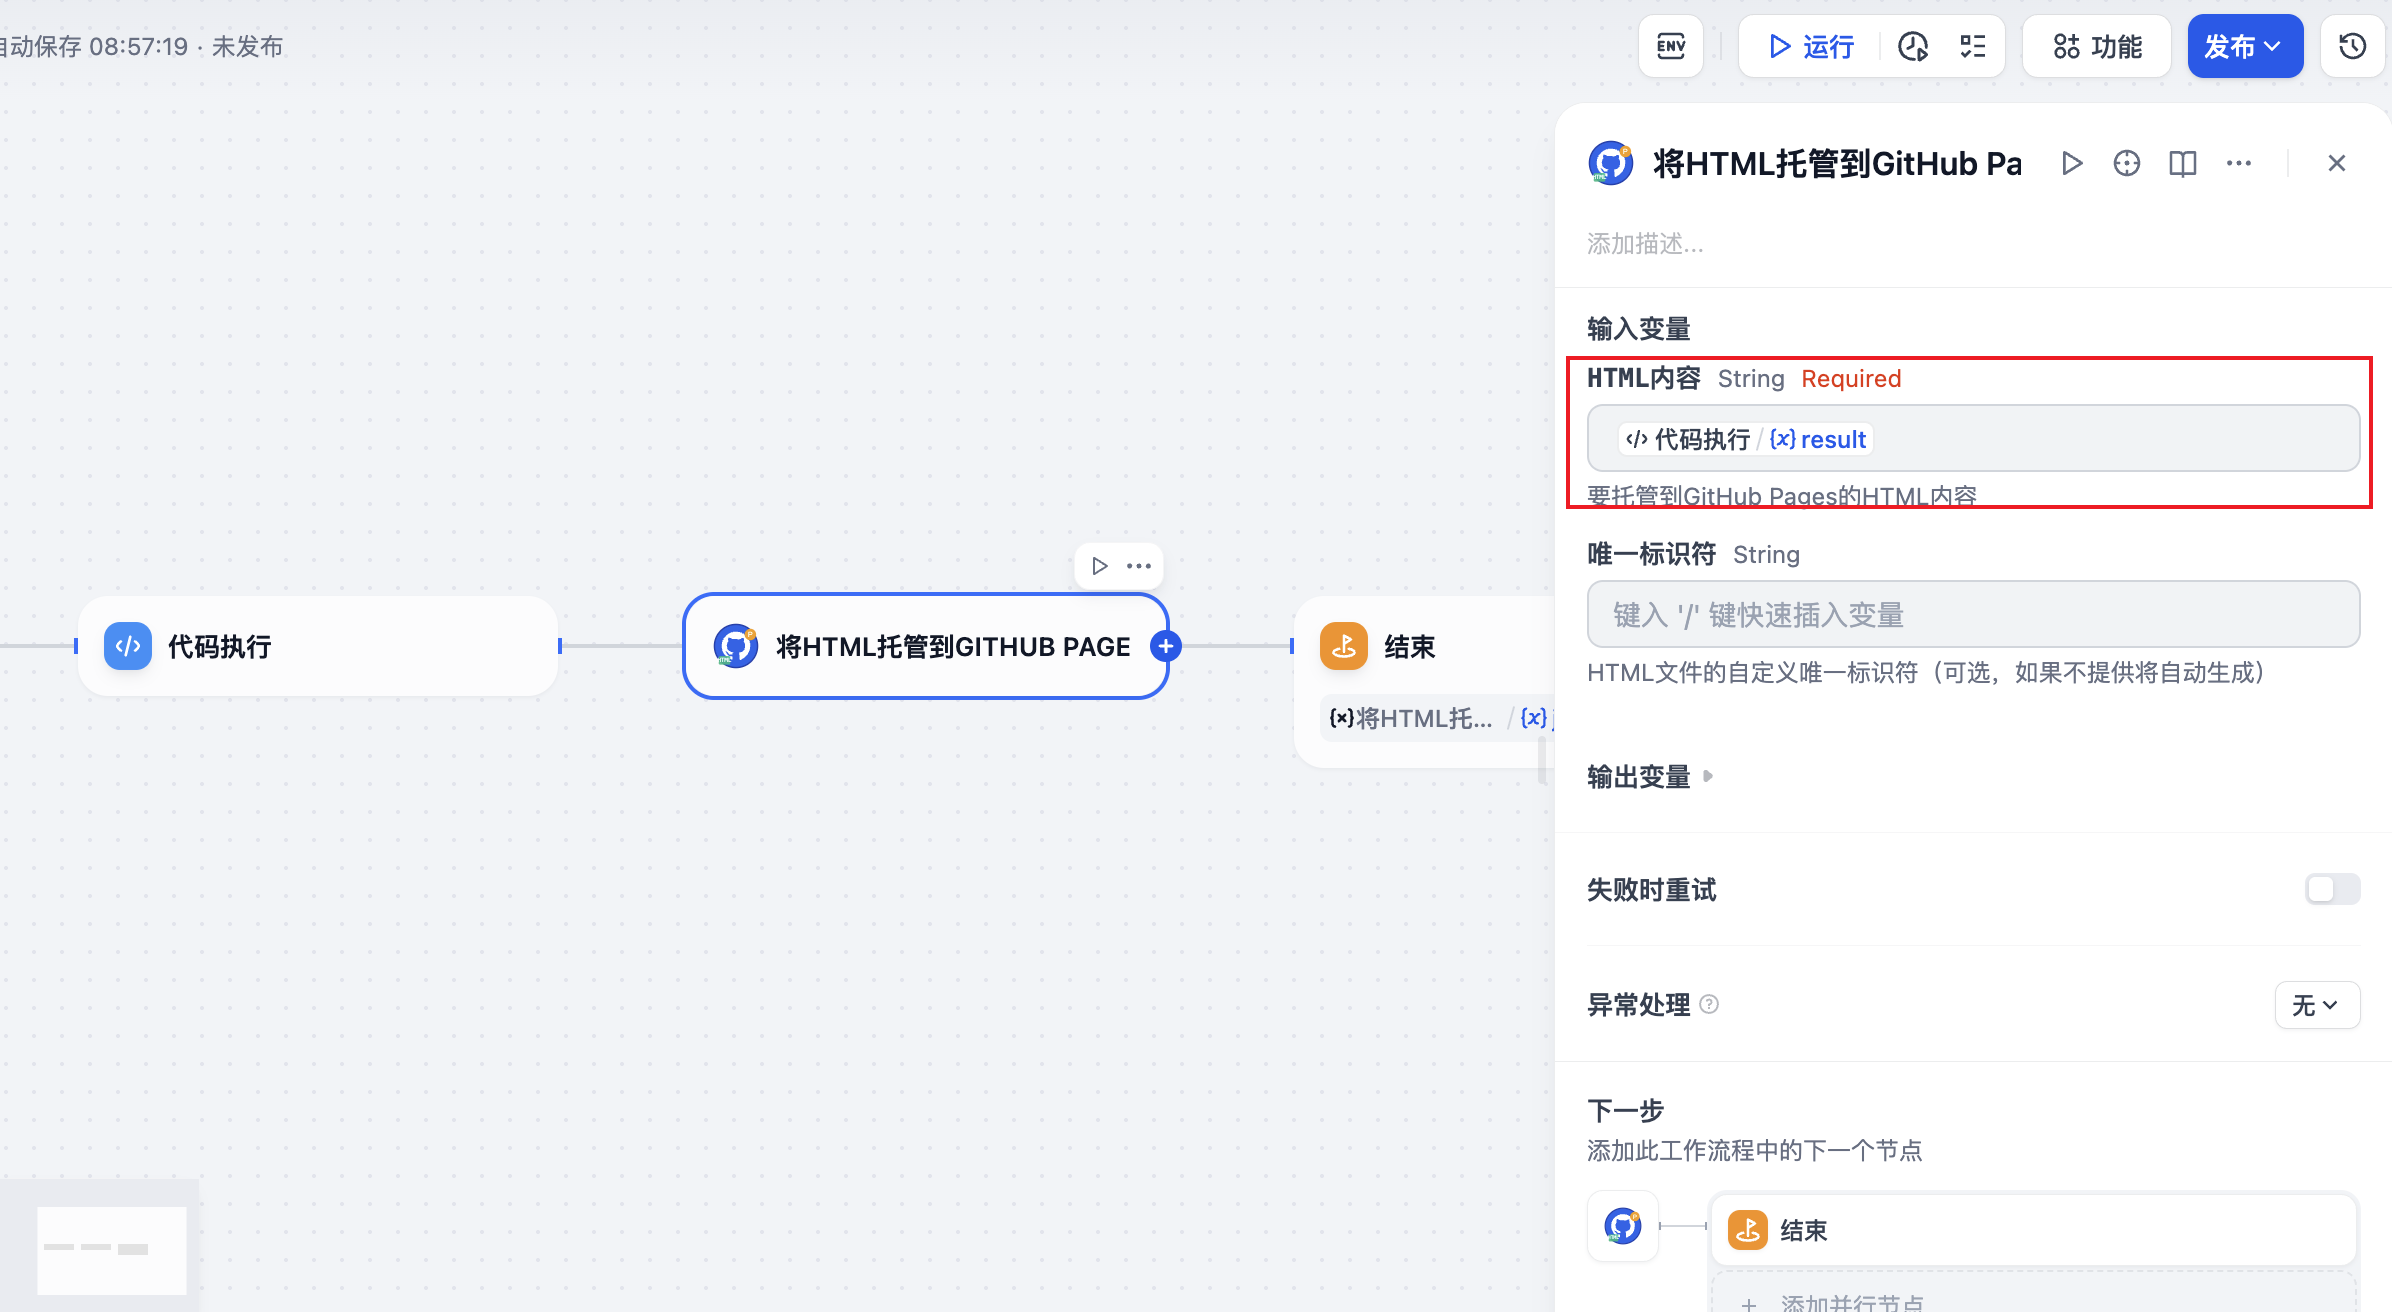 自动保存 08:57:19 · 未发布
ENV
运行
功能
发布
将HTML托管到GitHub Pa
添加描述...
输入变量
HTML内容 String Required
代码执行 / {x} result
要托管到GitHub Pages的HTML内容
唯一标识符 String
键入 '/' 键快速插入变量
HTML文件的自定义唯一标识符（可选，如果不提供将自动生成）
输出变量
失败时重试
异常处理
无
下一步
添加此工作流程中的下一个节点
结束
添加并行节点
代码执行
将HTML托管到GITHUB PAGE
结束
{x}将HTML托... / {x}